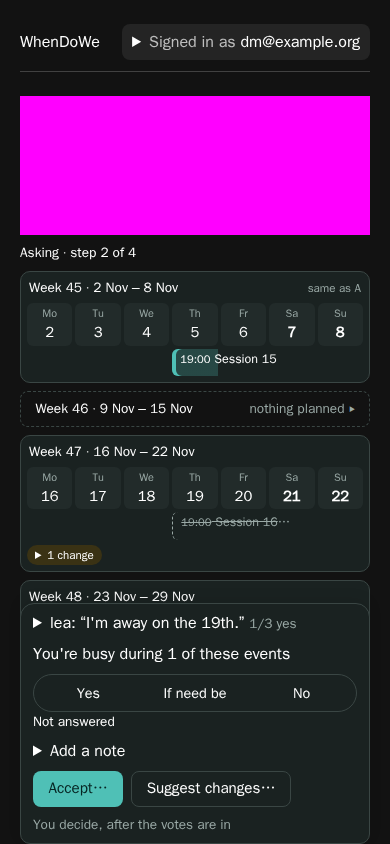 WhenDoWe
▶ Signed in as dm@example.org
Asking · step 2 of 4
Week 45 · 2 Nov – 8 Nov same as A
Mo Tu We Th Fr Sa Su
2 3 4 5 6 7 8
19:00 Session 15
Week 46 · 9 Nov – 15 Nov nothing planned ▸
Week 47 · 16 Nov – 22 Nov
Mo Tu We Th Fr Sa Su
16 17 18 19 20 21 22
19:00 Session 16⋯
▶ 1 change
Week 48 · 23 Nov – 29 Nov
▶ lea: “I'm away on the 19th.” 1/3 yes
You're busy during 1 of these events
Yes If need be No
Not answered
▶ Add a note
Accept⋯ Suggest changes⋯
You decide, after the votes are in